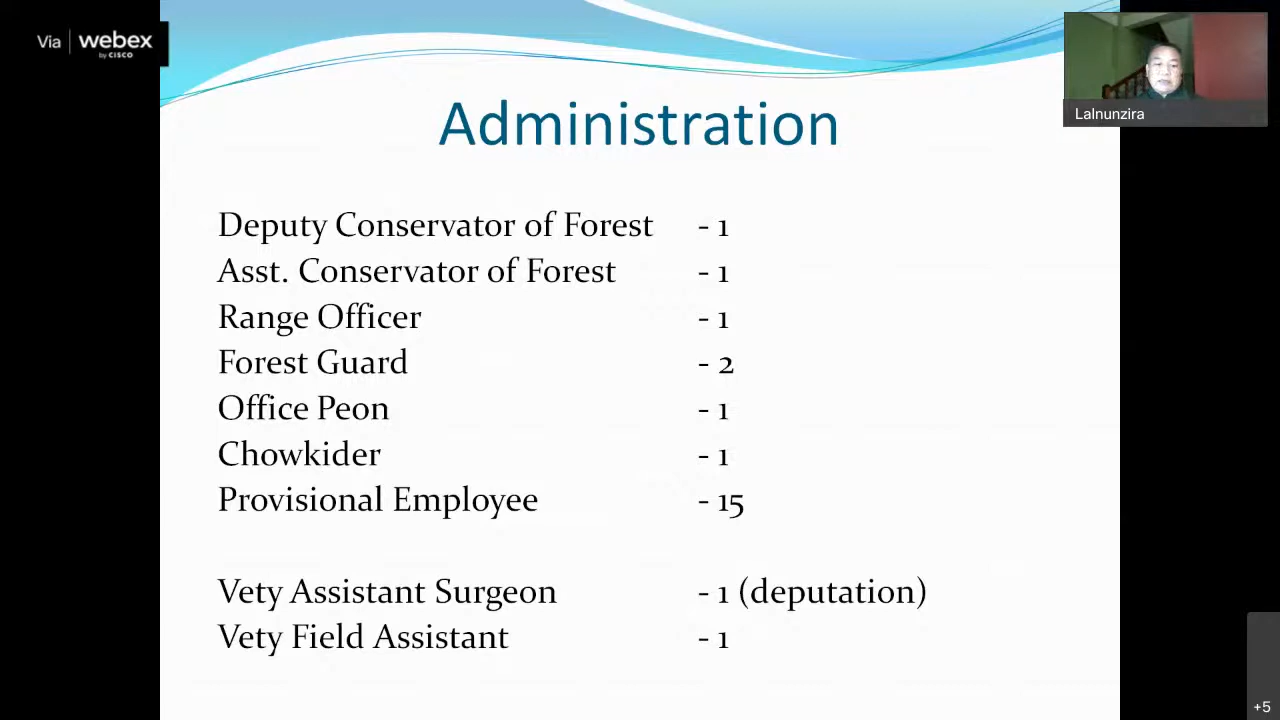 Via webex
by CISCO
Lalnunzira
Administration
Deputy Conservator of Forest - 1
Asst. Conservator of Forest - 1
Range Officer - 1
Forest Guard - 2
Office Peon - 1
Chowkider - 1
Provisional Employee - 15
Vety Assistant Surgeon - 1 (deputation)
Vety Field Assistant - 1
+5